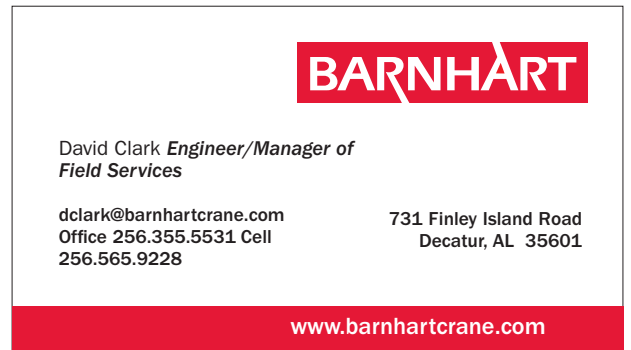 BARNHART
David Clark Engineer/Manager of
Field Services
dclark@barnhartcrane.com
Office 256.355.5531 Cell
256.565.9228
731 Finley Island Road
Decatur, AL  35601
www.barnhartcrane.com